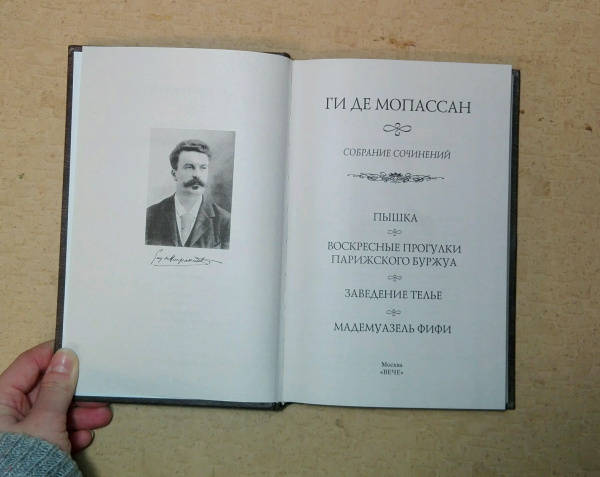 ГИ ДЕ МОПАССАН
СОБРАНИЕ СОЧИНЕНИЙ
ПЫШКА
ВОСКРЕСНЫЕ ПРОГУЛКИ
ПАРИЖСКОГО БУРЖУА
ЗАВЕДЕНИЕ ТЕЛЬЕ
МАДЕМУАЗЕЛЬ ФИФИ
Москва
«ВЕЧЕ»